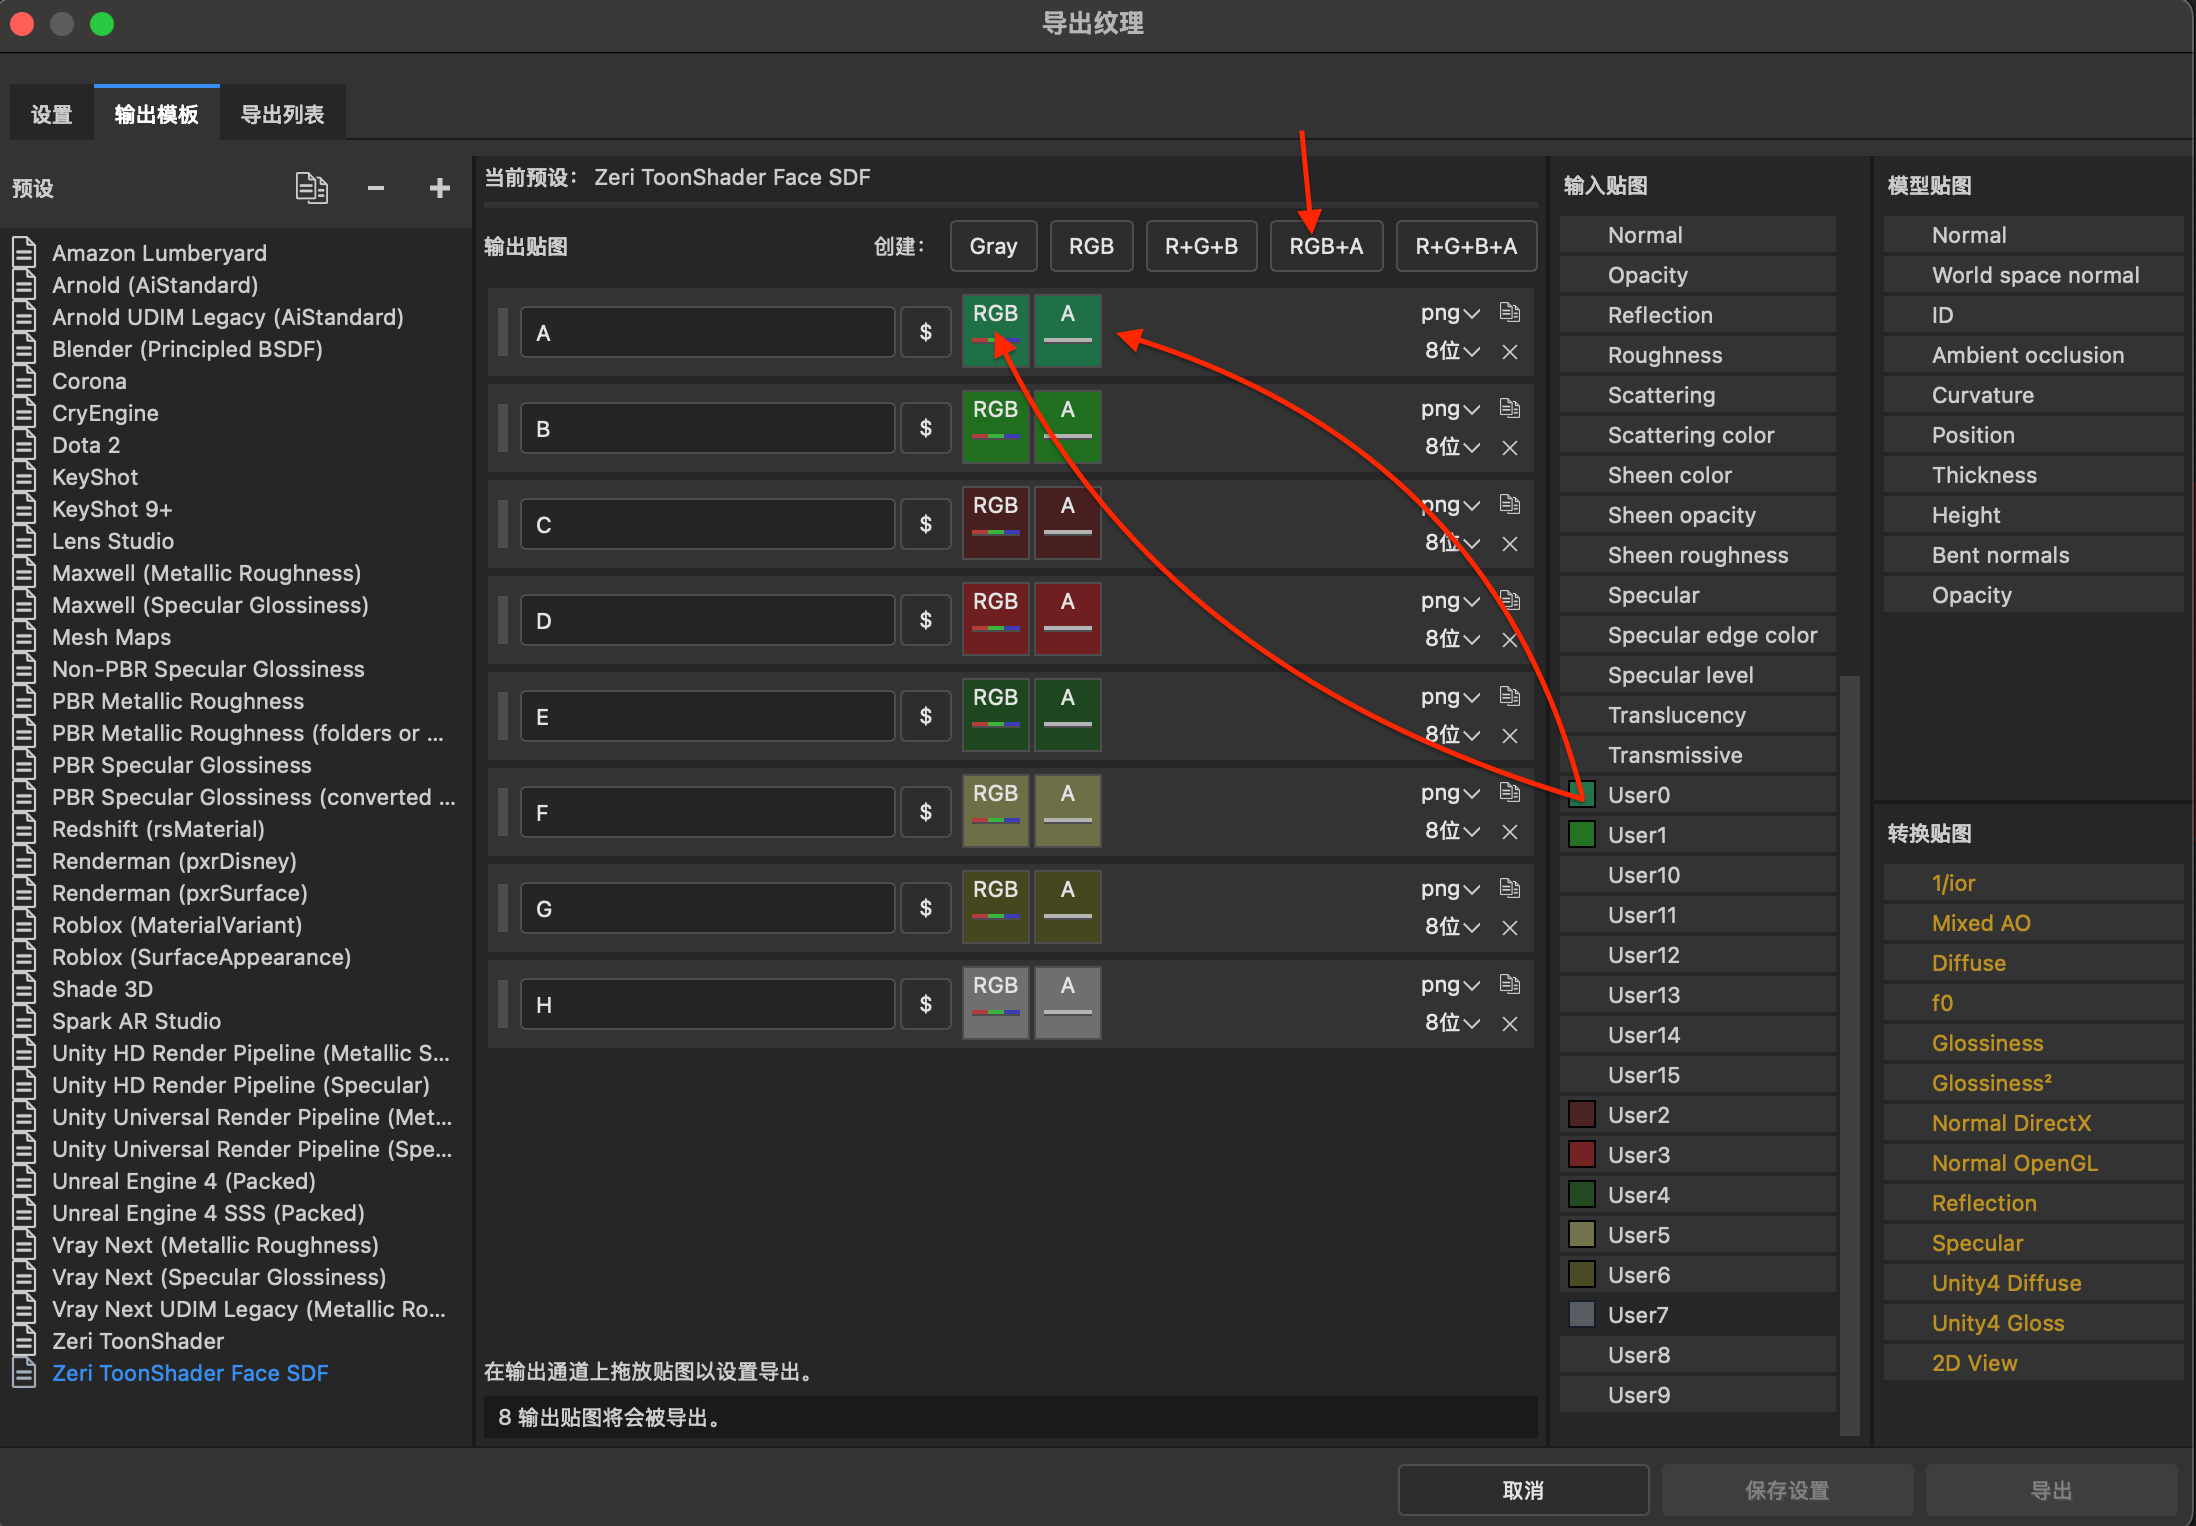 导出纹理
设置
输出模板
导出列表
预设
Amazon Lumberyard
Arnold (AiStandard)
Arnold UDIM Legacy (AiStandard)
Blender (Principled BSDF)
Corona
CryEngine
Dota 2
KeyShot
KeyShot 9+
Lens Studio
Maxwell (Metallic Roughness)
Maxwell (Specular Glossiness)
Mesh Maps
Non-PBR Specular Glossiness
PBR Metallic Roughness
PBR Metallic Roughness (folders or ...
PBR Specular Glossiness
PBR Specular Glossiness (converted ...
Redshift (rsMaterial)
Renderman (pxrDisney)
Renderman (pxrSurface)
Roblox (MaterialVariant)
Roblox (SurfaceAppearance)
Shade 3D
Spark AR Studio
Unity HD Render Pipeline (Metallic S...
Unity HD Render Pipeline (Specular)
Unity Universal Render Pipeline (Met...
Unity Universal Render Pipeline (Spe...
Unreal Engine 4 (Packed)
Unreal Engine 4 SSS (Packed)
Vray Next (Metallic Roughness)
Vray Next (Specular Glossiness)
Vray Next UDIM Legacy (Metallic Ro...
Zeri ToonShader
Zeri ToonShader Face SDF
当前预设： Zeri ToonShader Face SDF
输出贴图 创建： Gray RGB R+G+B RGB+A R+G+B+A
A $ RGB A png
8位
B $ RGB A png
8位
C $ RGB A png
8位
D $ RGB A png
8位
E $ RGB A png
8位
F $ RGB A png
8位
G $ RGB A png
8位
H $ RGB A png
8位
在输出通道上拖放贴图以设置导出。
8 输出贴图将会被导出。
输入贴图
Normal
Opacity
Reflection
Roughness
Scattering
Scattering color
Sheen color
Sheen opacity
Sheen roughness
Specular
Specular edge color
Specular level
Translucency
Transmissive
User0
User1
User10
User11
User12
User13
User14
User15
User2
User3
User4
User5
User6
User7
User8
User9
模型贴图
Normal
World space normal
ID
Ambient occlusion
Curvature
Position
Thickness
Height
Bent normals
Opacity
转换贴图
1/ior
Mixed AO
Diffuse
f0
Glossiness
Glossiness²
Normal DirectX
Normal OpenGL
Reflection
Specular
Unity4 Diffuse
Unity4 Gloss
2D View
取消
保存设置
导出